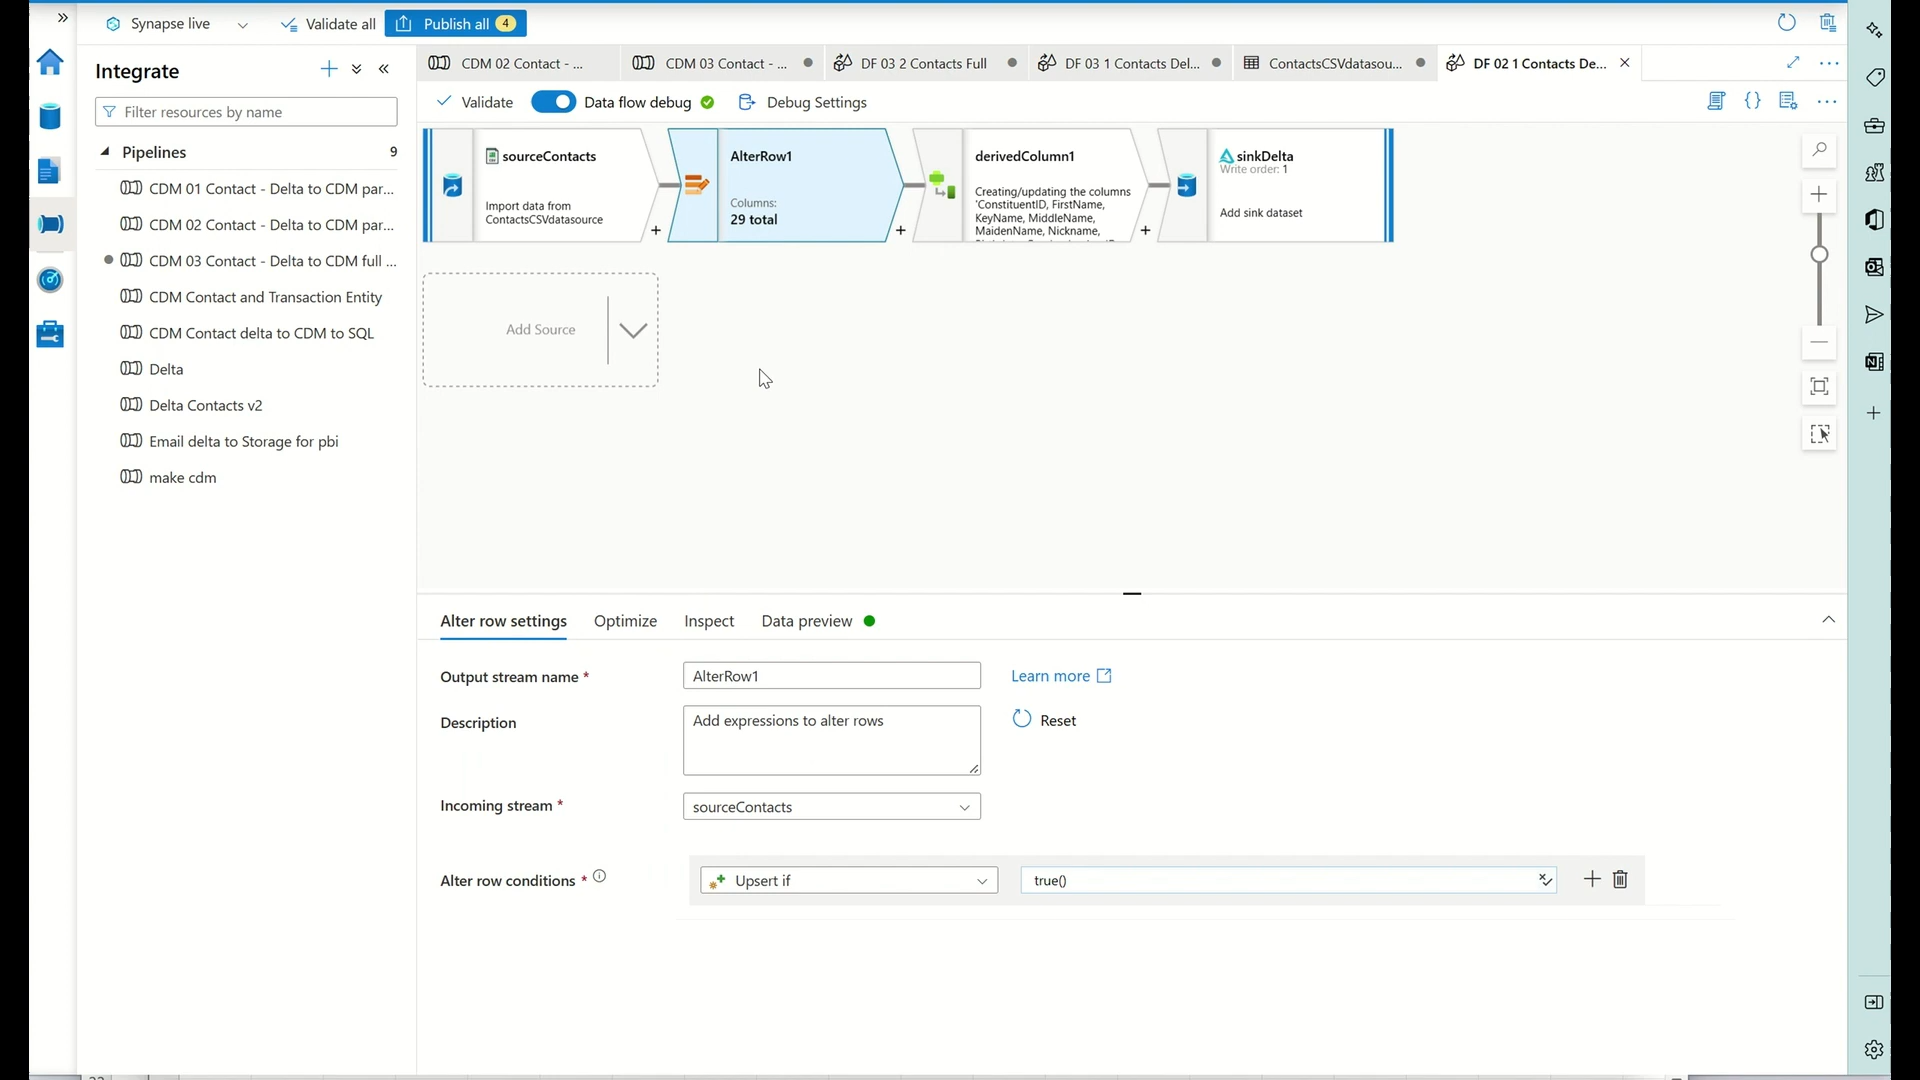 Synapse live
Validate all
Publish all 4
Integrate
Filter resources by name
Pipelines 9
CDM 01 Contact - Delta to CDM par...
CDM 02 Contact - Delta to CDM par...
CDM 03 Contact - Delta to CDM full ...
CDM Contact and Transaction Entity
CDM Contact delta to CDM to SQL
Delta
Delta Contacts v2
Email delta to Storage for pbi
make cdm
CDM 02 Contact - ...
CDM 03 Contact - ...
DF 03 2 Contacts Full
DF 03 1 Contacts Del...
ContactsCSVdatasou...
DF 02 1 Contacts De...
Validate
Data flow debug
Debug Settings
sourceContacts
Import data from
ContactsCSVdatasource
AlterRow1
Columns:
29 total
derivedColumn1
Creating/updating the columns
'ConstituentID, FirstName,
KeyName, MiddleName,
MaidenName, Nickname,
sinkDelta
Write order: 1
Add sink dataset
Add Source
Alter row settings
Optimize
Inspect
Data preview
Output stream name *
AlterRow1
Learn more
Description
Add expressions to alter rows
Reset
Incoming stream *
sourceContacts
Alter row conditions *
Upsert if
true()